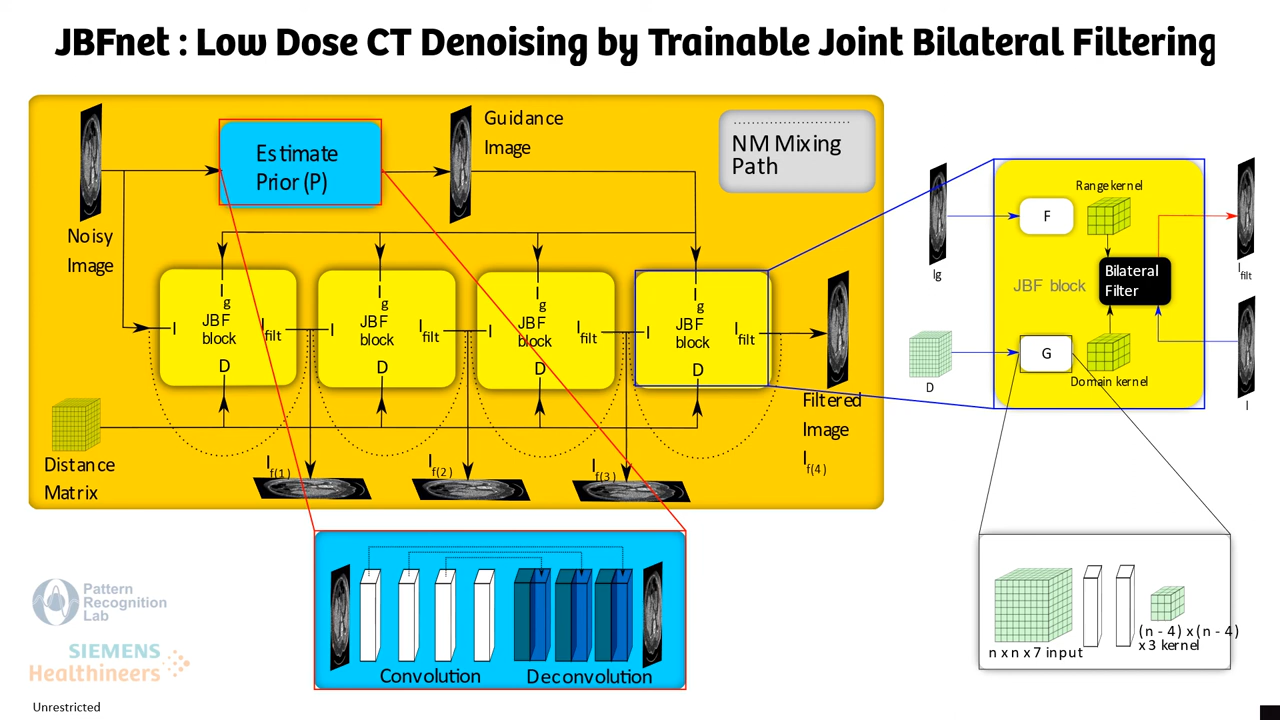 JBFnet : Low Dose CT Denoising by Trainable Joint Bilateral Filtering
Noisy
Image
Estimate
Prior (P)
Guidance
Image
NM Mixing
Path
I
g
JBF
block
I
I
filt
D
I
g
JBF
block
I
I
filt
D
I
g
JBF
block
I
I
filt
D
I
g
JBF
block
I
I
filt
D
Distance
Matrix
I
f(1)
I
f(2)
I
f(3)
Filtered
Image
I
f(4)
Convolution
Deconvolution
Ig
F
Range kernel
JBF block
Bilateral
Filter
I
filt
D
G
Domain kernel
I
n x n x 7 input
(n - 4) x (n - 4)
x 3 kernel
Pattern
Recognition
Lab
SIEMENS
Healthineers
Unrestricted